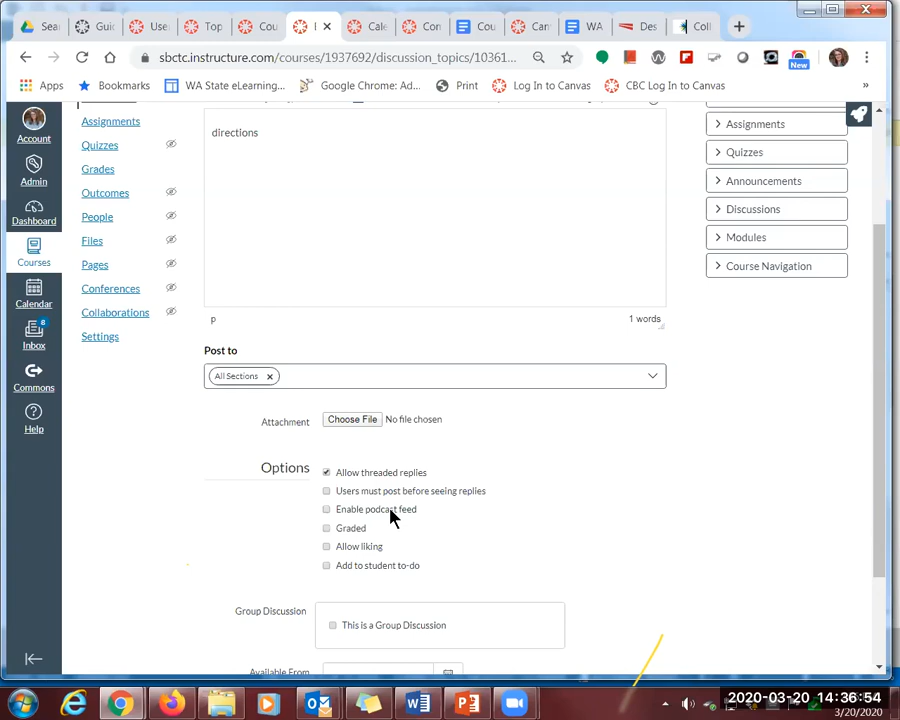 Sear
Guic
User
Top
Cou
E
Cale
Con
Cou
Can
WA
Des
Coll
sbctc.instructure.com/courses/1937692/discussion_topics/10361...
New
Apps
Bookmarks
WA State eLearning...
Google Chrome: Ad...
Print
Log In to Canvas
CBC Log In to Canvas
»
Account
Admin
Dashboard
Courses
Calendar
6
Inbox
Commons
Help
Assignments
Quizzes
Grades
Outcomes
People
Files
Pages
Conferences
Collaborations
Settings
directions
p
1 words
Post to
All Sections
Attachment
Choose File No file chosen
Options
Allow threaded replies
Users must post before seeing replies
Enable podcast feed
Graded
Allow liking
Add to student to-do
Group Discussion
This is a Group Discussion
Available From
Assignments
Quizzes
Announcements
Discussions
Modules
Course Navigation
2020-03-20 14:36:54
3/20/2020